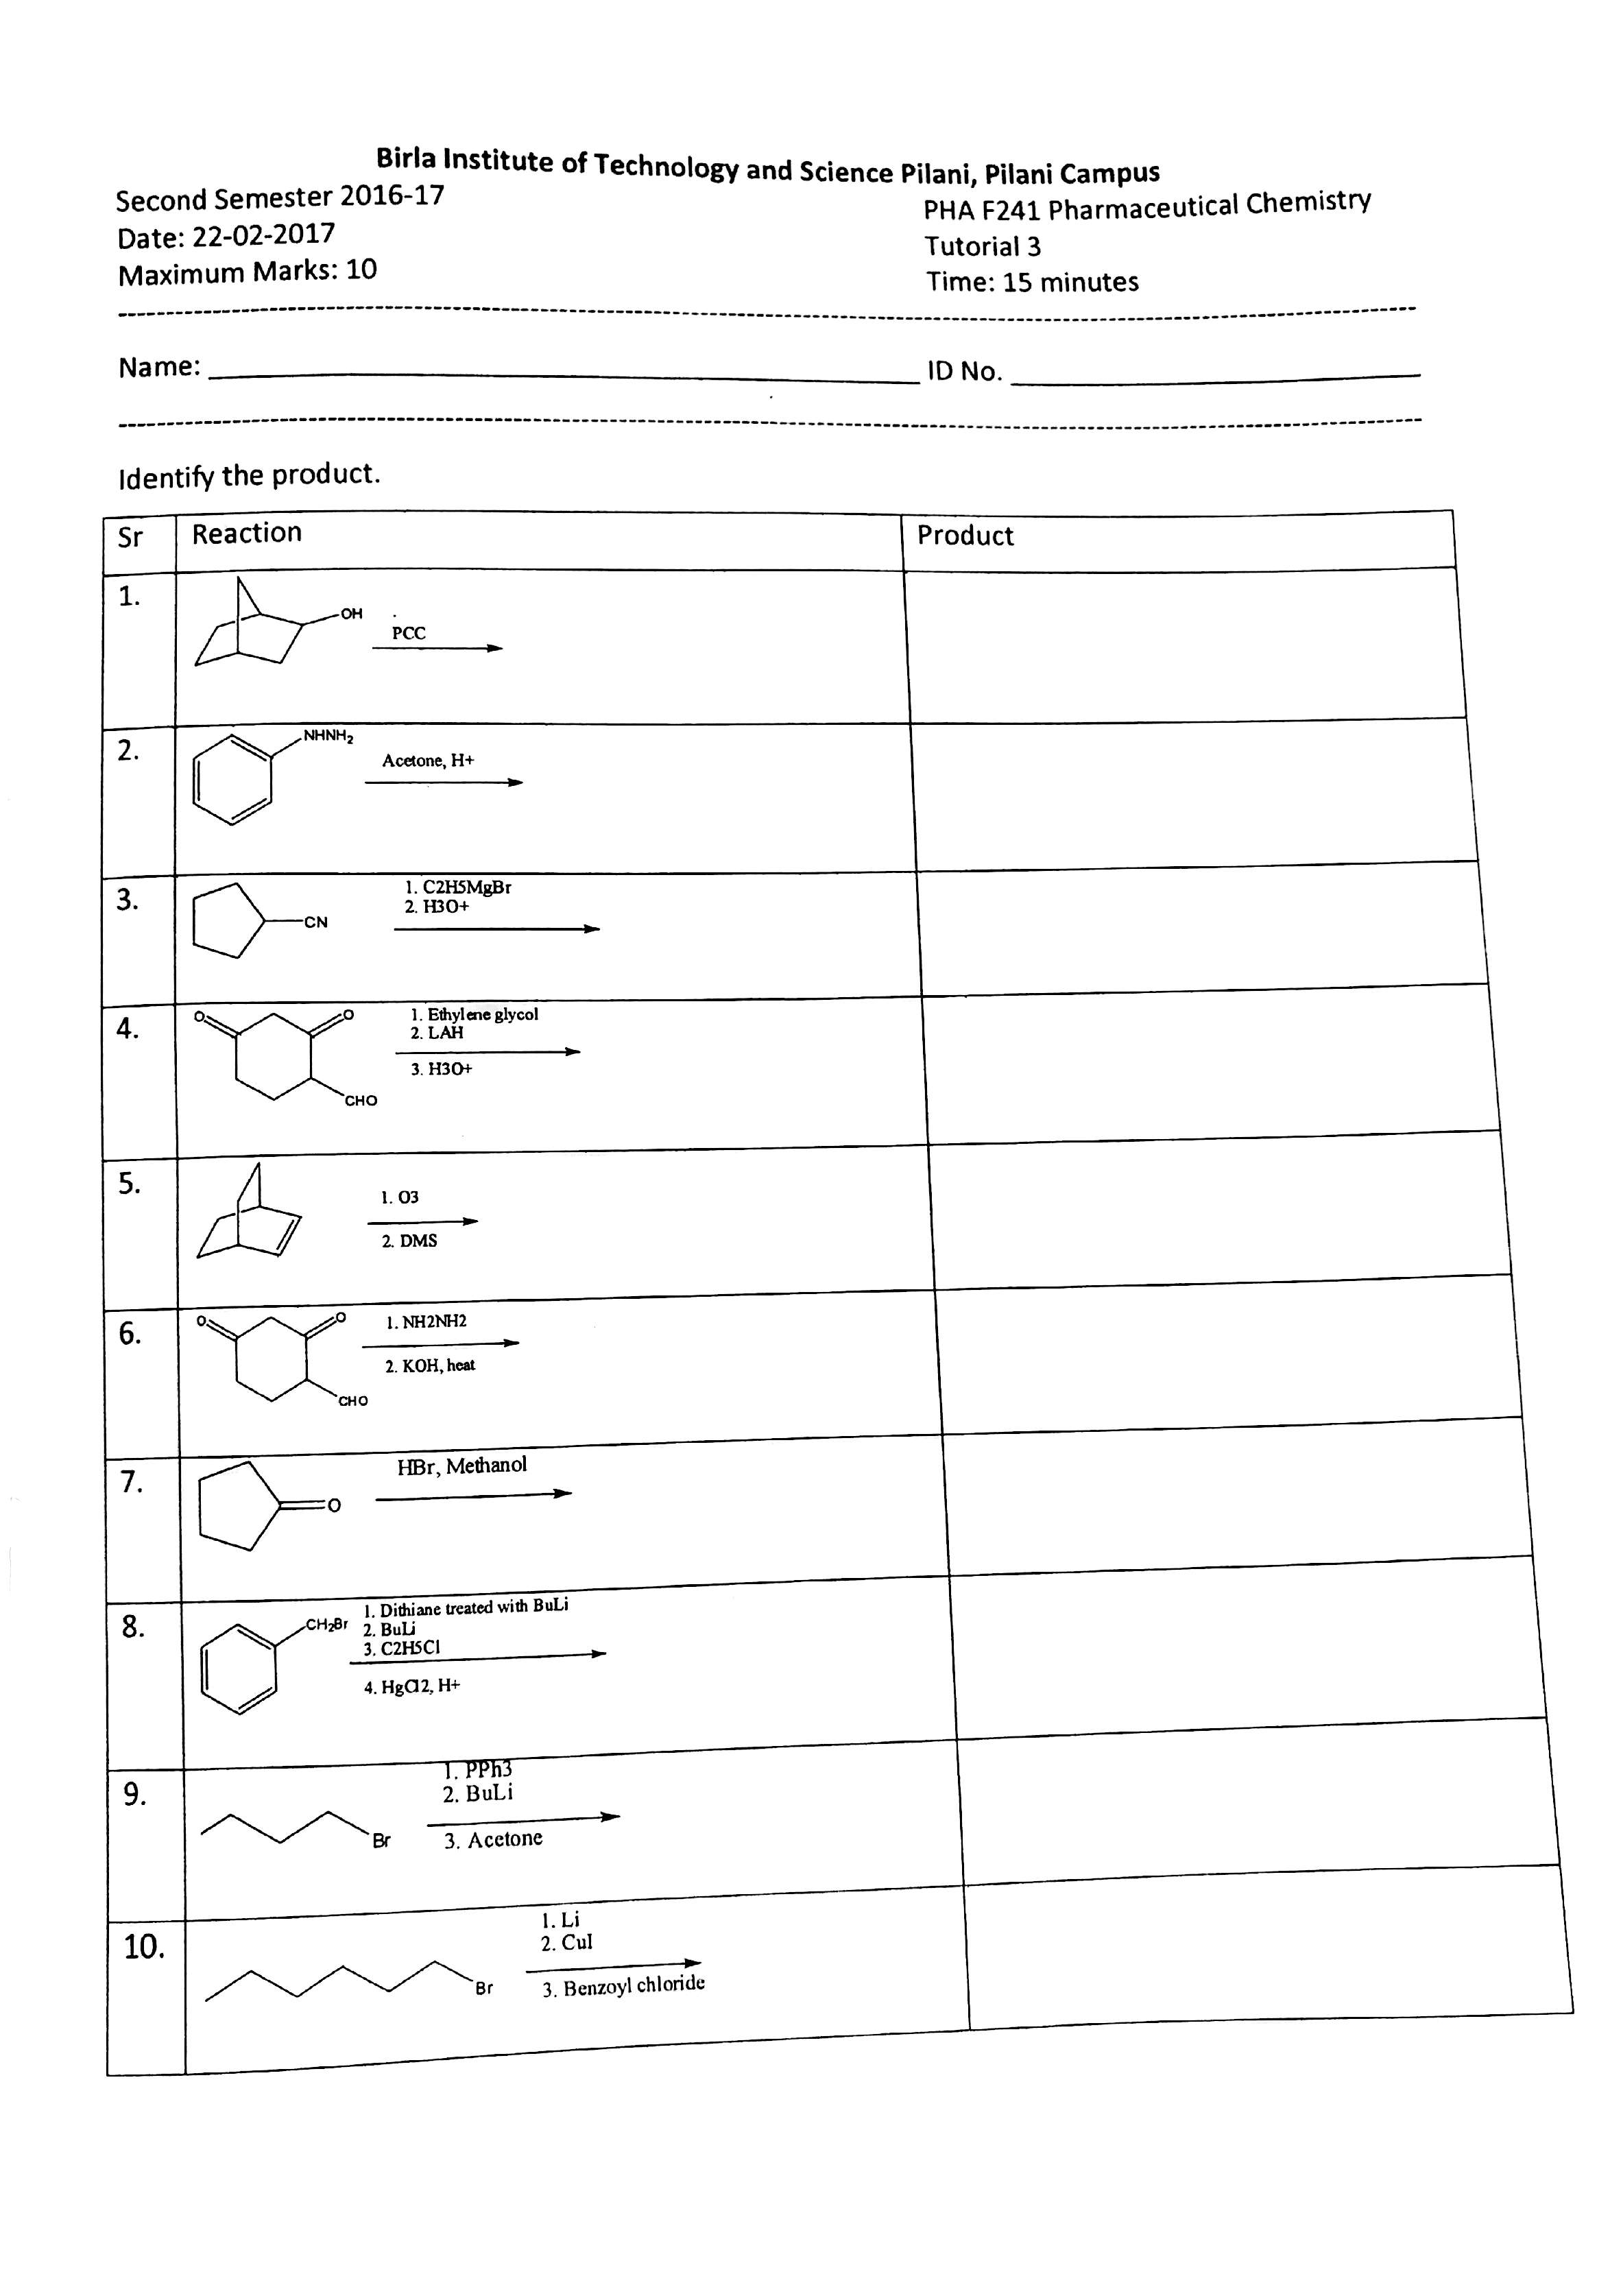 Birla Institute of Technology and Science Pilani, Pilani Campus
Second Semester 2016-17
PHA F241 Pharmaceutical Chemistry
Date: 22-02-2017
Tutorial 3
Maximum Marks: 10
Time: 15 minutes
Name:
ID No.
Identify the product.
Sr Reaction Product
1.
OH
PCC
2.
NHNH2
Acetone, H+
3.
CN
1. C2H5MgBr
2. H3O+
4.
O O
CHO
1. Ethylene glycol
2. LAH
3. H3O+
5.
1. O3
2. DMS
6.
O O
CHO
1. NH2NH2
2. KOH, heat
7.
O
HBr, Methanol
8.
CH2Br
1. Dithiane treated with BuLi
2. BuLi
3. C2H5Cl
4. HgCl2, H+
9.
Br
1. PPh3
2. BuLi
3. Acetone
10.
Br
1. Li
2. CuI
3. Benzoyl chloride